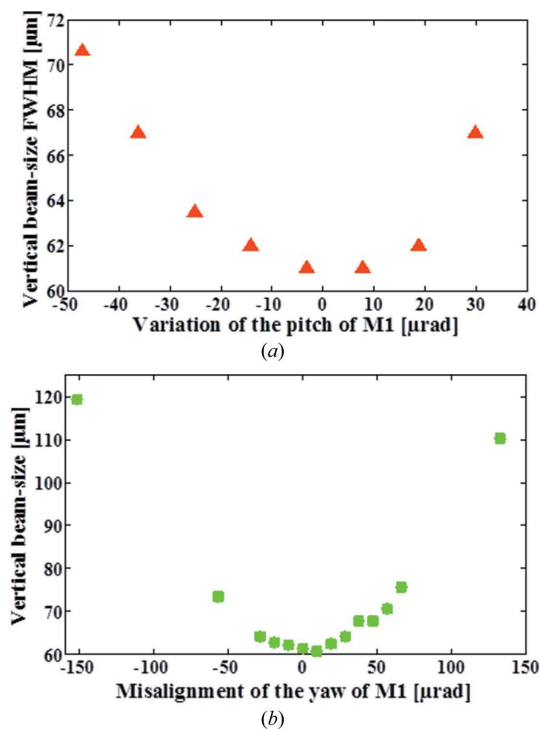 72
70
68
66
64
62
60
Vertical beam-size FWHM [µm]
-50 -40 -30 -20 -10 0 10 20 30 40
Variation of the pitch of M1 [µrad]
(a)
120
110
100
90
80
70
60
Vertical beam-size [µm]
-150 -100 -50 0 50 100 150
Misalignment of the yaw of M1 [µrad]
(b)